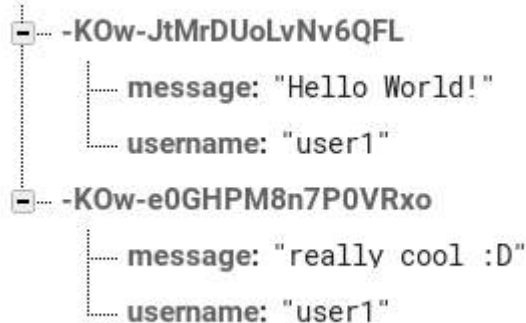 -KOw-JtMrDUoLvNv6QFL
message: "Hello World!"
username: "user1"
-KOw-e0GHPM8n7P0VRxo
message: "really cool :D"
username: "user1"